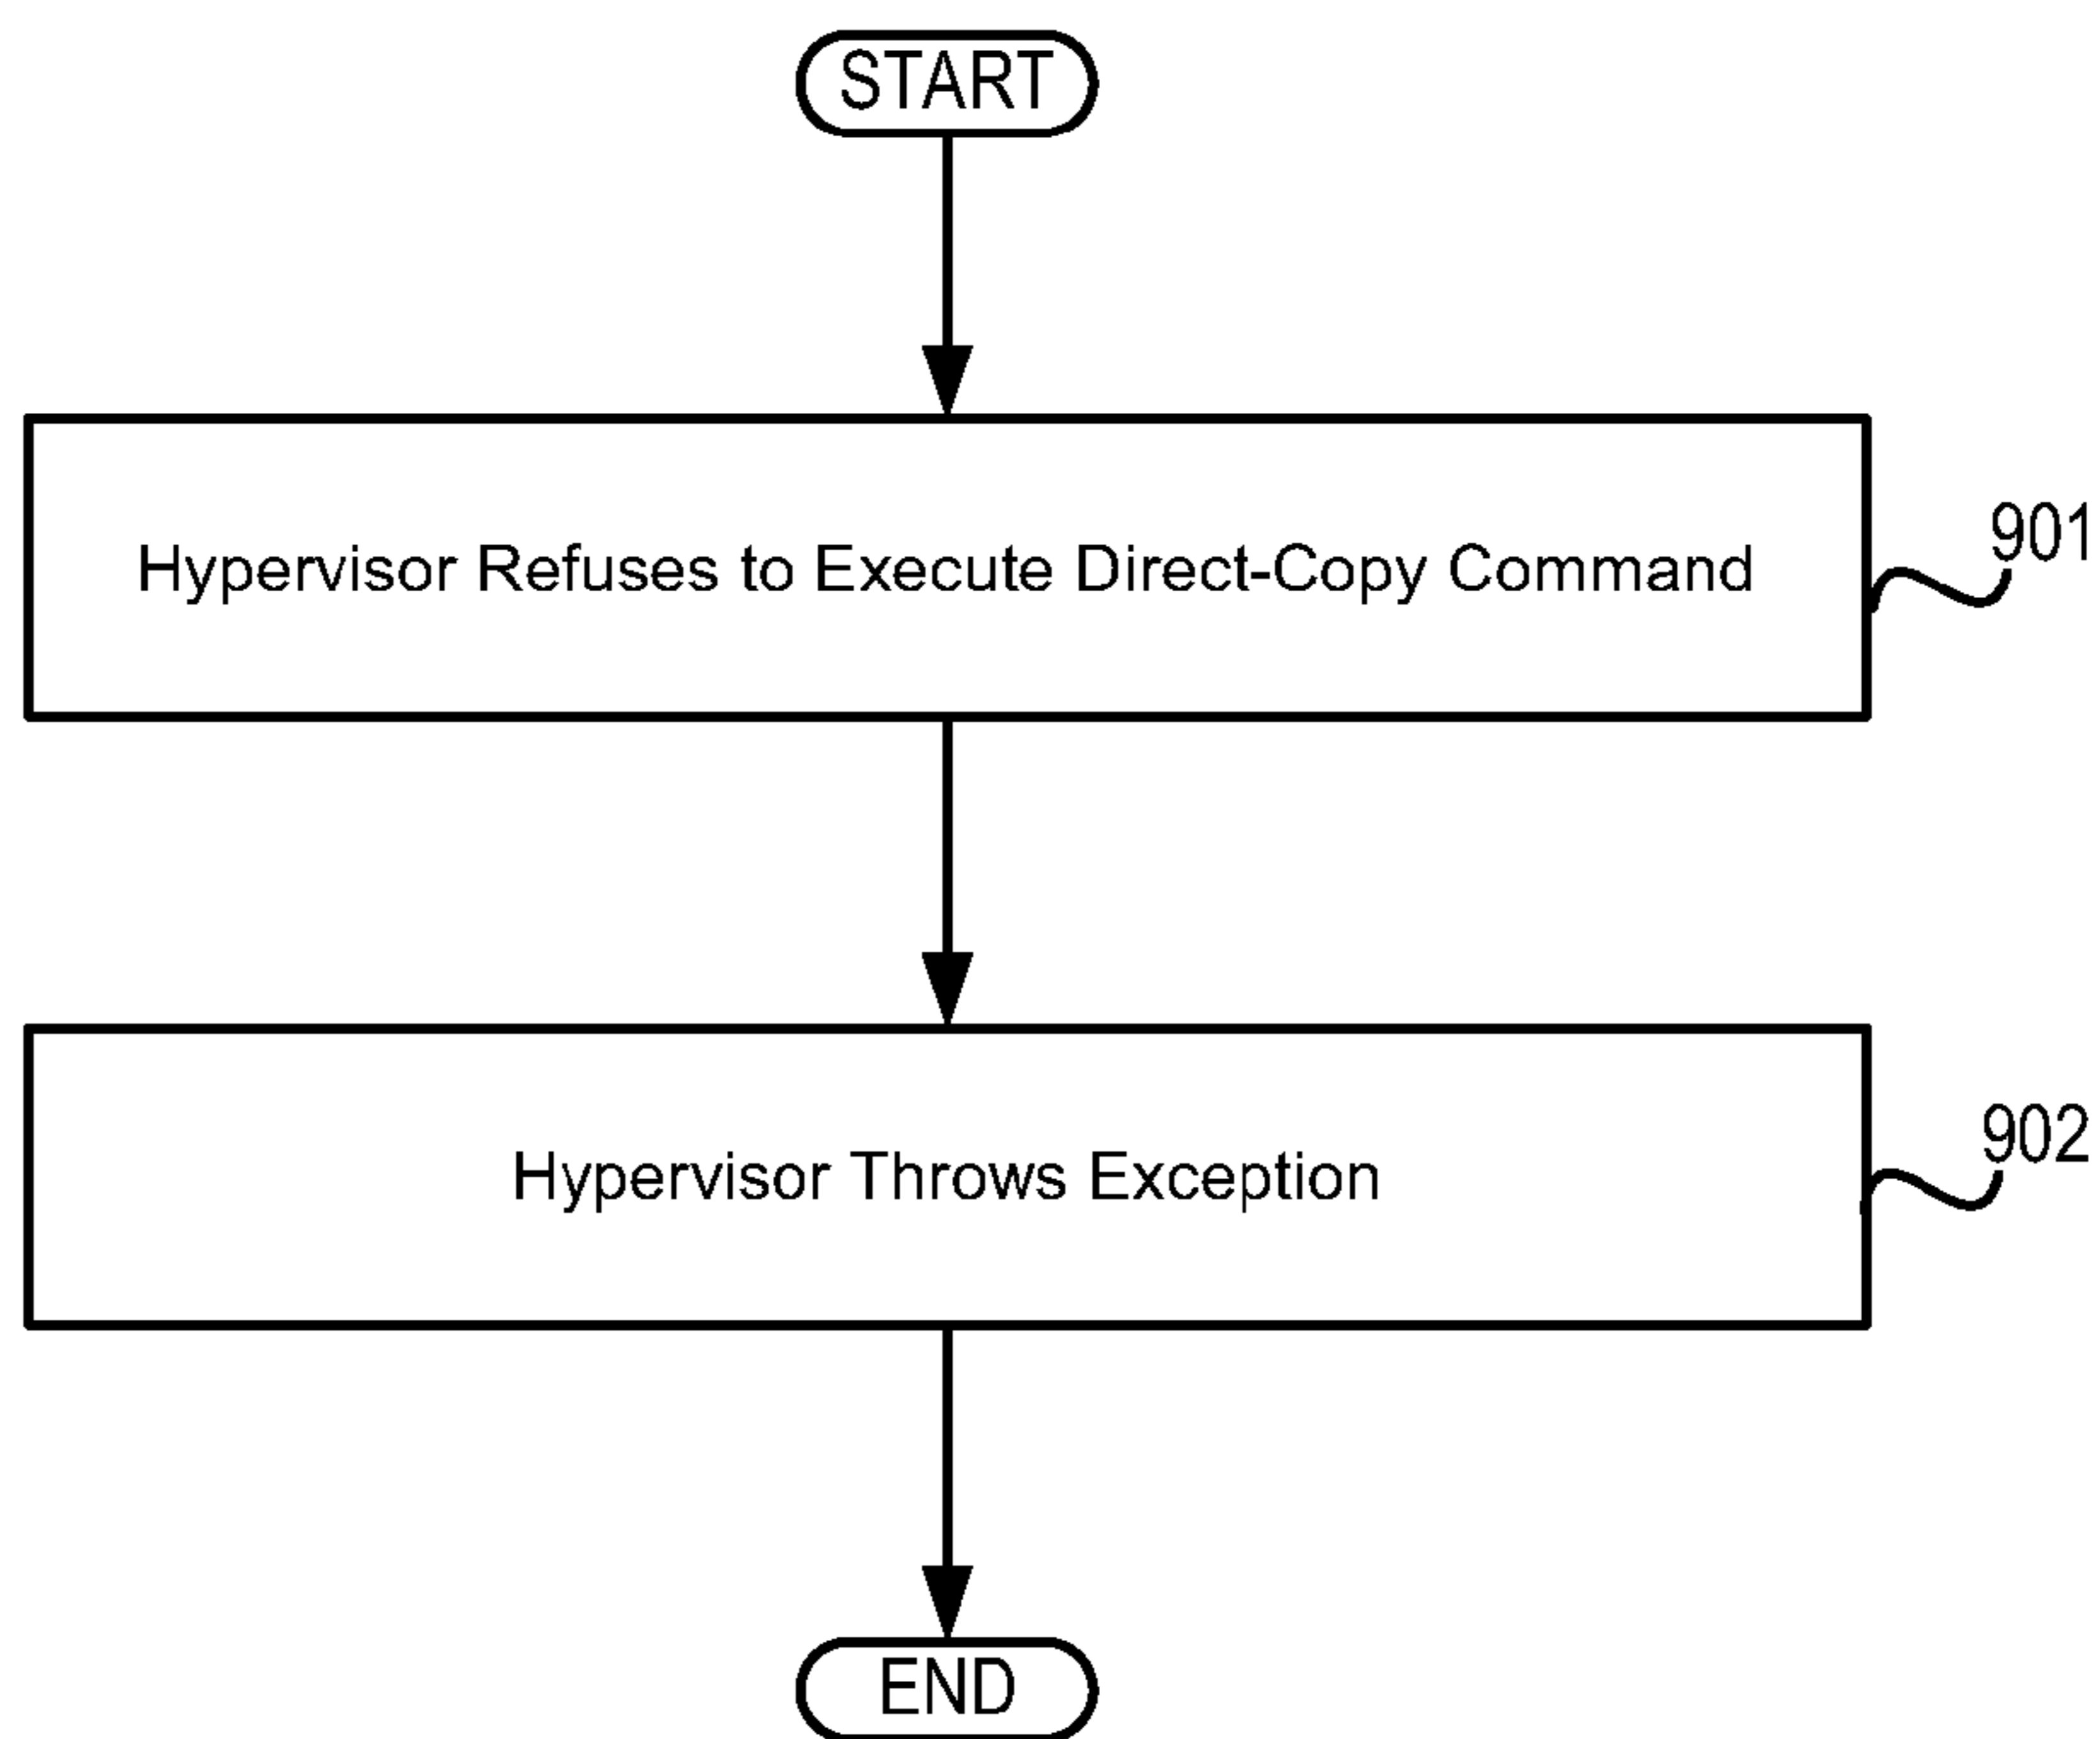 START
Hypervisor Refuses to Execute Direct-Copy Command
901
Hypervisor Throws Exception
902
END